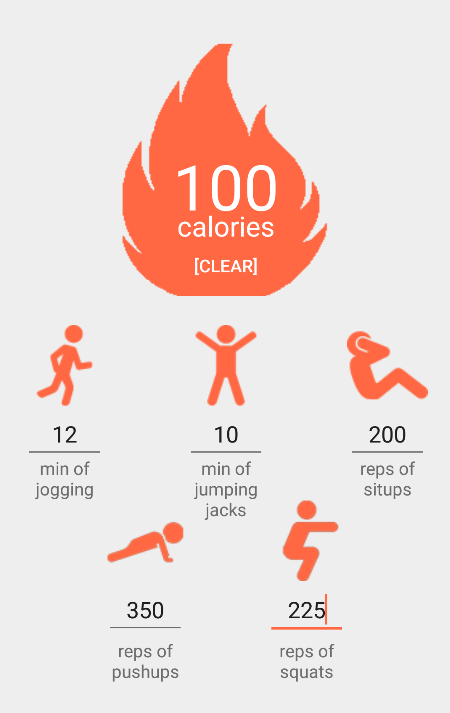 100
calories
[CLEAR]
12
min of
jogging
10
min of
jumping
jacks
200
reps of
situps
350
reps of
pushups
225
reps of
squats